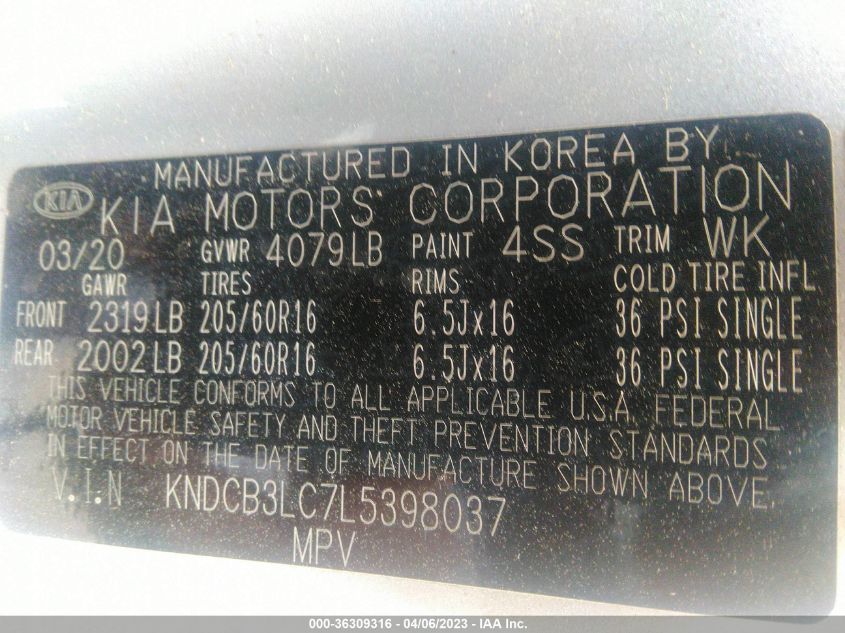 MANUFACTURED IN KOREA BY
KIA KIA MOTORS CORPORATION
03/20 GVWR 4079LB PAINT 4SS TRIM WK
GAWR TIRES RIMS COLD TIRE INFL
FRONT 2319LB 205/60R16 6.5Jx16 36 PSI SINGLE
REAR 2002LB 205/60R16 6.5Jx16 36 PSI SINGLE
THIS VEHICLE CONFORMS TO ALL APPLICABLE U.S.A FEDERAL
MOTOR VEHICLE SAFETY AND THEFT PREVENTION STANDARDS
IN EFFECT ON THE DATE OF MANUFACTURE SHOWN ABOVE.
V.I.N KNDCB3LC7L5398037
MPV
000-36309316 - 04/06/2023 - IAA Inc.